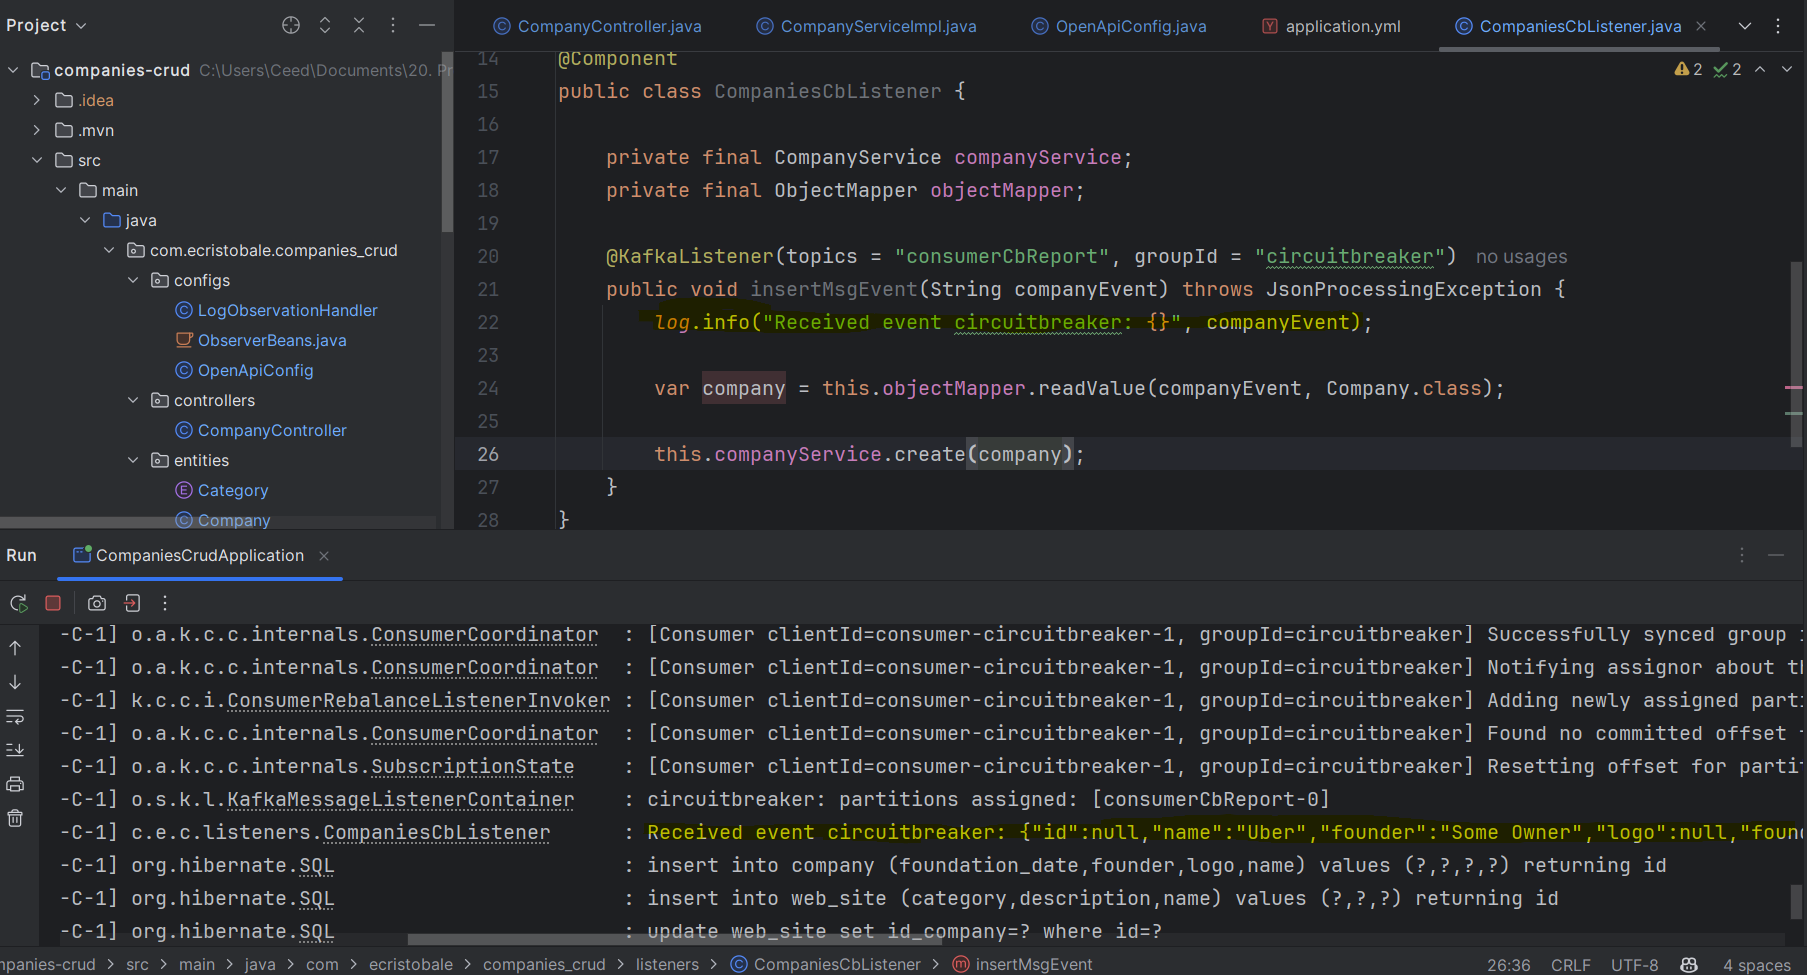 Project
CompanyController.java
CompanyServiceImpl.java
OpenApiConfig.java
application.yml
CompaniesCbListener.java
companies-crud C:\Users\Ceed\Documents\20. Pr
.idea
.mvn
src
main
java
com.ecristobale.companies_crud
configs
LogObservationHandler
ObserverBeans.java
OpenApiConfig
controllers
CompanyController
entities
Category
Company
2 2
14 @Component
15 public class CompaniesCbListener {
16
17 private final CompanyService companyService;
18 private final ObjectMapper objectMapper;
19
20 @KafkaListener(topics = "consumerCbReport", groupId = "circuitbreaker") no usages
21 public void insertMsgEvent(String companyEvent) throws JsonProcessingException {
22 log.info("Received event circuitbreaker: {}", companyEvent);
23
24 var company = this.objectMapper.readValue(companyEvent, Company.class);
25
26 this.companyService.create(company);
27 }
28 }
Run CompaniesCrudApplication
-C-1] o.a.k.c.c.internals.ConsumerCoordinator : [Consumer clientId=consumer-circuitbreaker-1, groupId=circuitbreaker] Successfully synced group
-C-1] o.a.k.c.c.internals.ConsumerCoordinator : [Consumer clientId=consumer-circuitbreaker-1, groupId=circuitbreaker] Notifying assignor about
-C-1] k.c.c.i.ConsumerRebalanceListenerInvoker : [Consumer clientId=consumer-circuitbreaker-1, groupId=circuitbreaker] Adding newly assigned parti
-C-1] o.a.k.c.c.internals.ConsumerCoordinator : [Consumer clientId=consumer-circuitbreaker-1, groupId=circuitbreaker] Found no committed offset
-C-1] o.a.k.c.c.internals.SubscriptionState : [Consumer clientId=consumer-circuitbreaker-1, groupId=circuitbreaker] Resetting offset for parti
-C-1] o.s.k.l.KafkaMessageListenerContainer : circuitbreaker: partitions assigned: [consumerCbReport-0]
-C-1] c.e.c.listeners.CompaniesCbListener : Received event circuitbreaker: {"id":null,"name":"Uber","founder":"Some Owner","logo":null,"foun
-C-1] org.hibernate.SQL : insert into company (foundation_date,founder,logo,name) values (?,?,?,?) returning id
-C-1] org.hibernate.SQL : insert into web_site (category,description,name) values (?,?,?) returning id
-C-1] org.hibernate.SQL : update web_site set id_company=? where id=?
mpanies-crud > src > main > java > com > ecristobale > companies_crud > listeners > CompaniesCbListener > insertMsgEvent
26:36 CRLF UTF-8 4 spaces